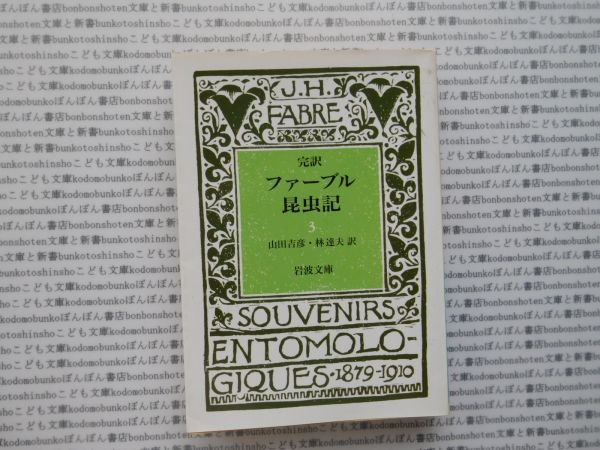 J.H.
FABRE
完訳
ファーブル
昆虫記
3
山田吉彦・林 達夫 訳
岩波文庫
SOUVENIRS
ENTOMOLO-
GIQUES・1879-1910